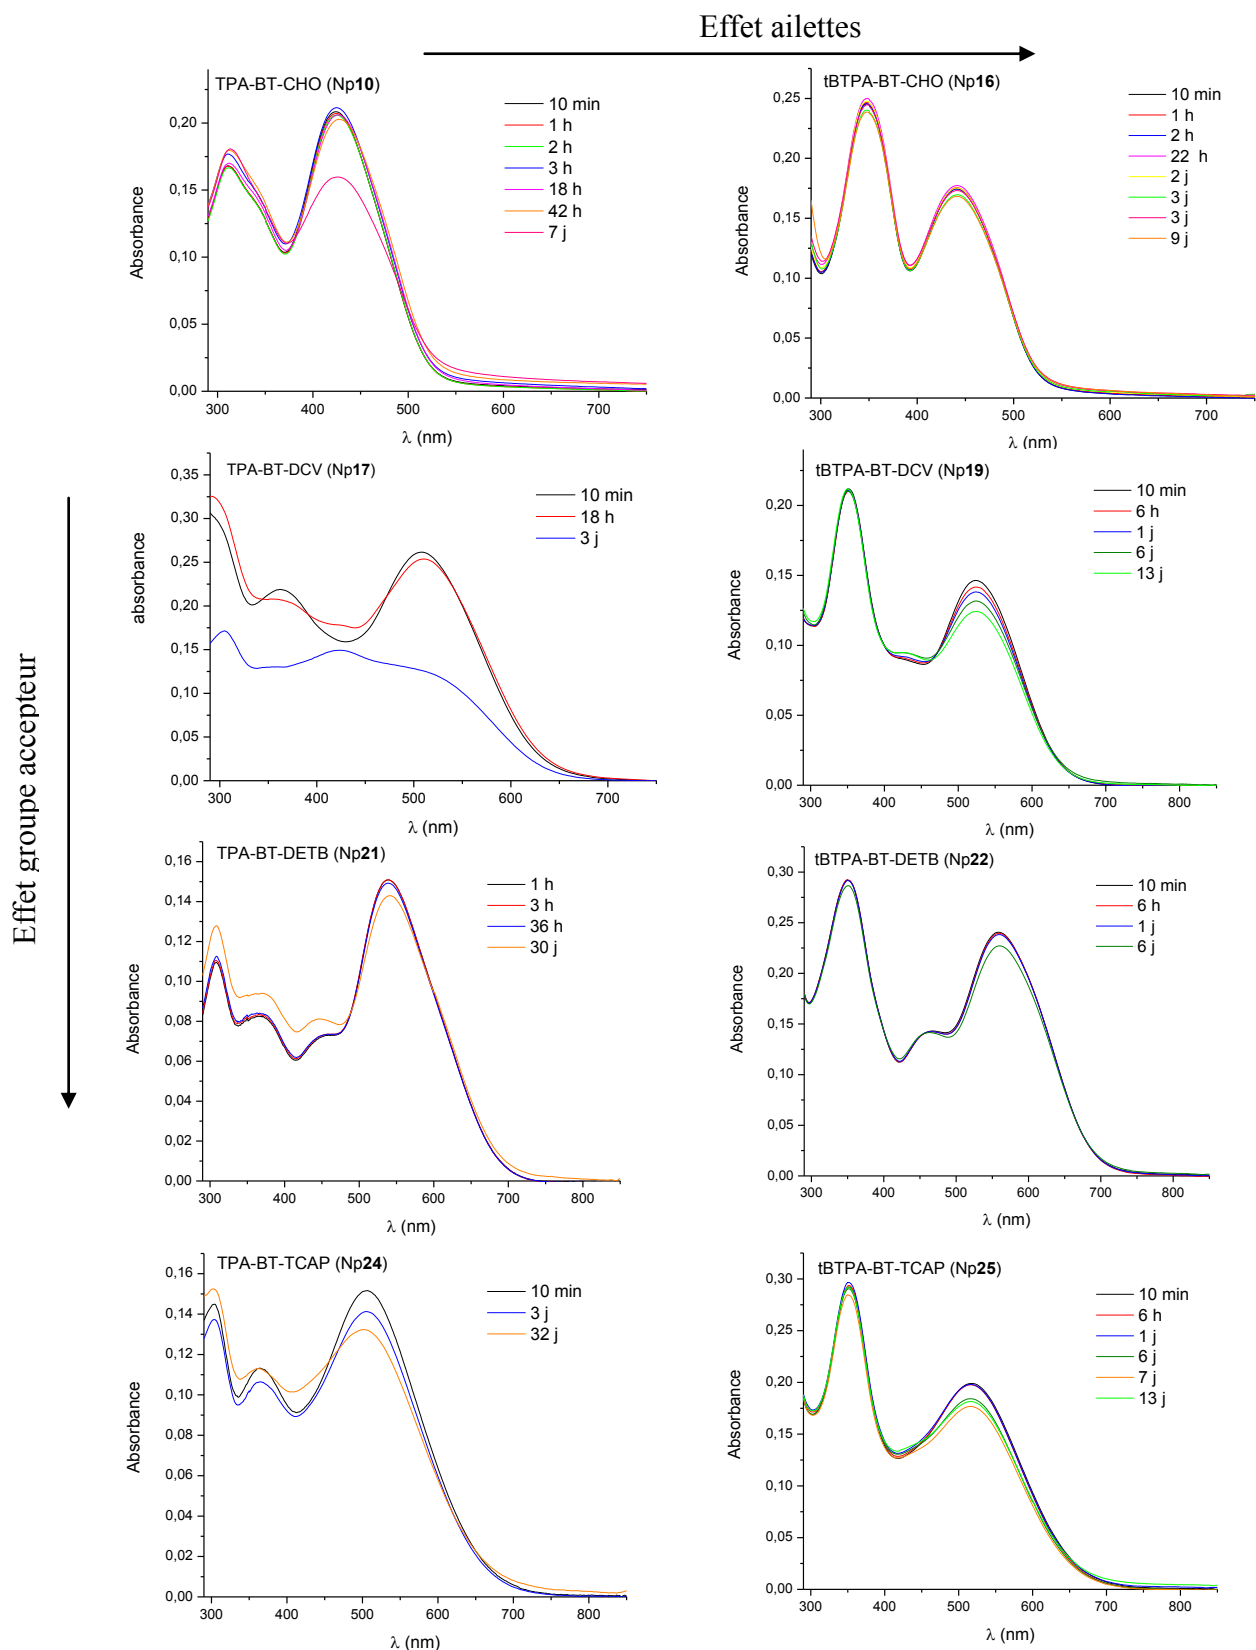 Effet ailettes
Effet groupe accepteur
TPA-BT-CHO (Np10)
10 min
1 h
2 h
3 h
18 h
42 h
7 j
Absorbance
0,20
0,15
0,10
0,05
0,00
300 400 500 600 700
λ (nm)
tBTPA-BT-CHO (Np16)
10 min
1 h
2 h
22 h
2 j
3 j
3 j
9 j
Absorbance
0,25
0,20
0,15
0,10
0,05
0,00
300 400 500 600 700
λ (nm)
TPA-BT-DCV (Np17)
10 min
18 h
3 j
absorbance
0,35
0,30
0,25
0,20
0,15
0,10
0,05
0,00
300 400 500 600 700
λ (nm)
tBTPA-BT-DCV (Np19)
10 min
6 h
1 j
6 j
13 j
Absorbance
0,20
0,15
0,10
0,05
0,00
300 400 500 600 700 800
λ (nm)
TPA-BT-DETB (Np21)
1 h
3 h
36 h
30 j
Absorbance
0,16
0,14
0,12
0,10
0,08
0,06
0,04
0,02
0,00
300 400 500 600 700 800
λ (nm)
tBTPA-BT-DETB (Np22)
10 min
6 h
1 j
6 j
Absorbance
0,30
0,25
0,20
0,15
0,10
0,05
0,00
300 400 500 600 700 800
λ (nm)
TPA-BT-TCAP (Np24)
10 min
3 j
32 j
Absorbance
0,16
0,14
0,12
0,10
0,08
0,06
0,04
0,02
0,00
300 400 500 600 700 800
λ (nm)
tBTPA-BT-TCAP (Np25)
10 min
6 h
1 j
6 j
7 j
13 j
Absorbance
0,30
0,25
0,20
0,15
0,10
0,05
0,00
300 400 500 600 700 800
λ (nm)